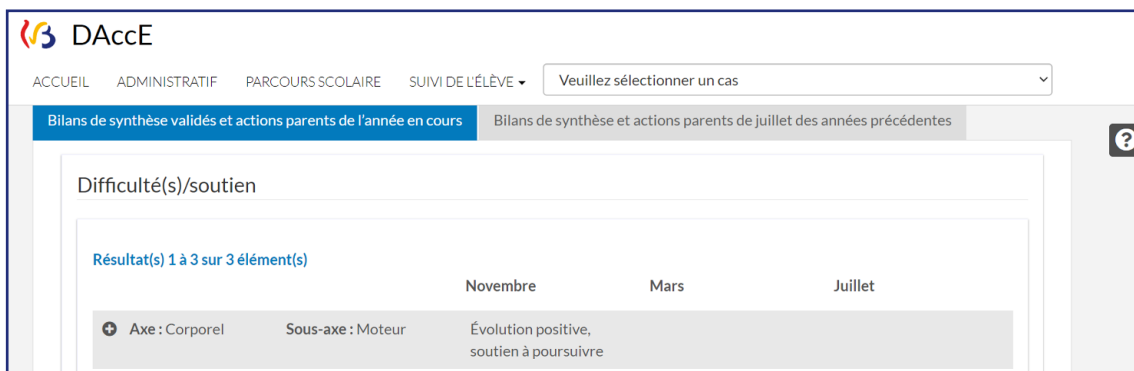 DAccE
ACCUEIL ADMINISTRATIF PARCOURS SCOLAIRE SUIVI DE L'ÉLÈVE Veuillez sélectionner un cas
Bilans de synthèse validés et actions parents de l'année en cours Bilans de synthèse et actions parents de juillet des années précédentes
Difficulté(s)/soutien
Résultat(s) 1 à 3 sur 3 élément(s)
Novembre Mars Juillet
Axe : Corporel Sous-axe : Moteur Évolution positive,
soutien à poursuivre